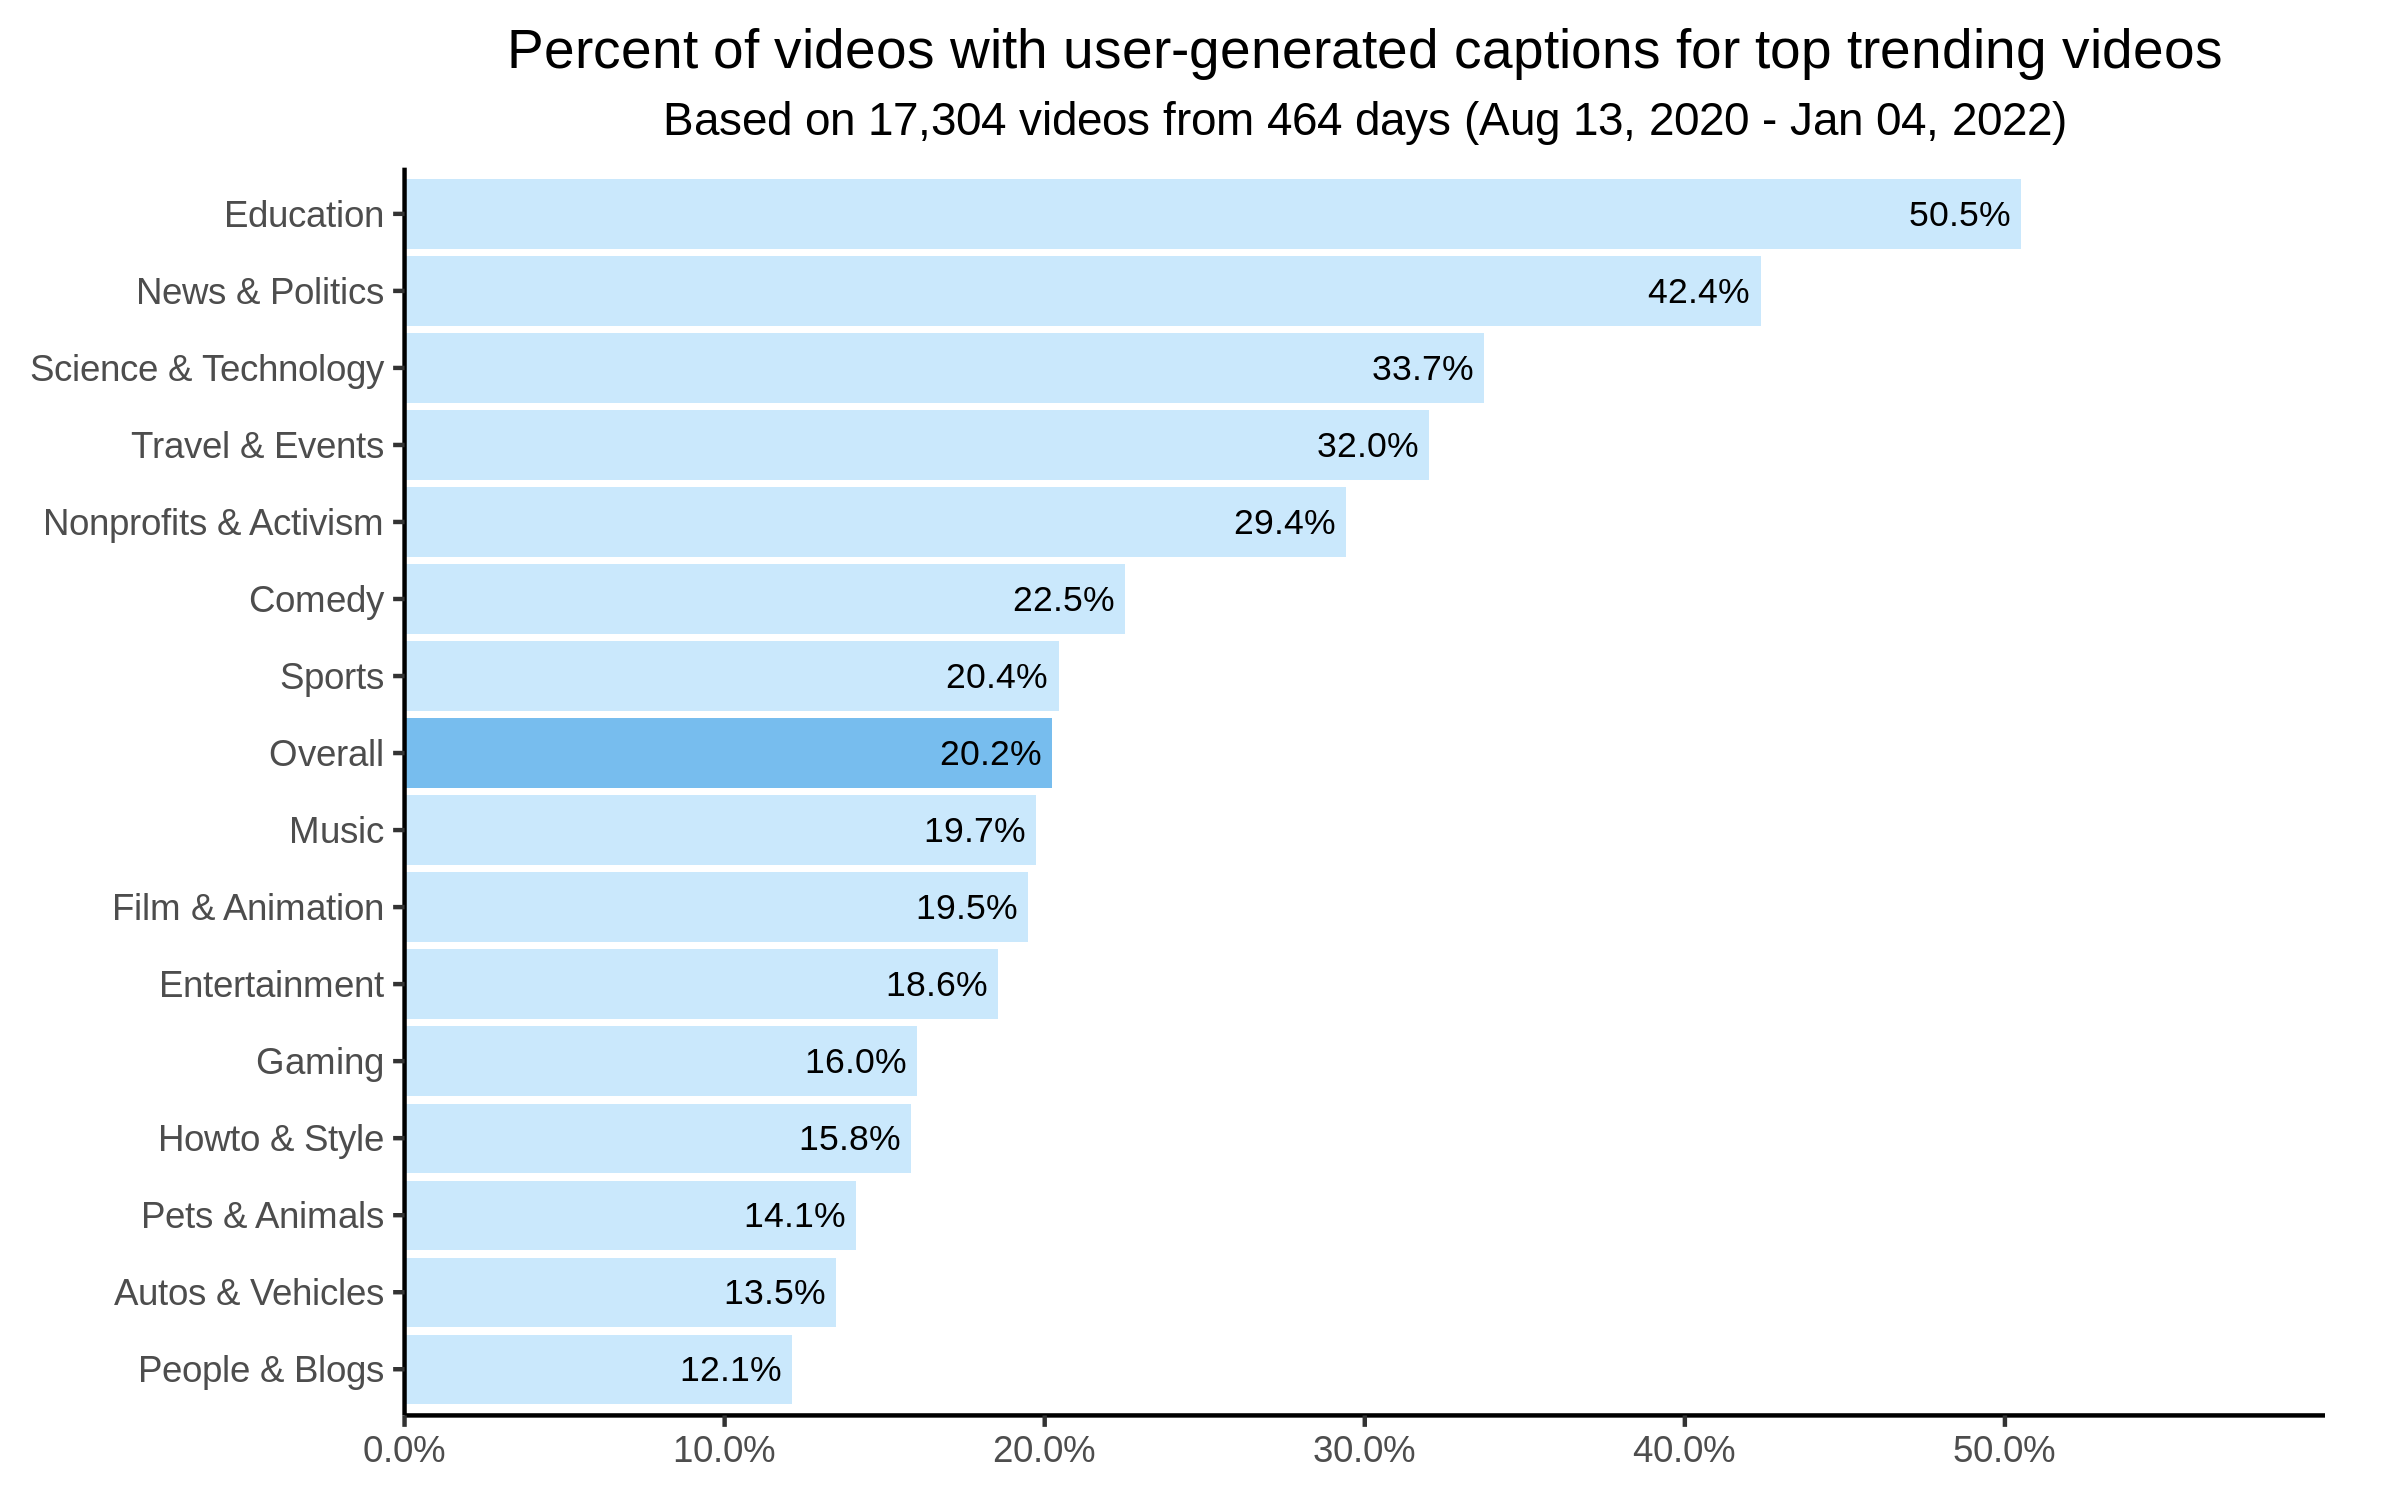 Percent of videos with user-generated captions for top trending videos
Based on 17,304 videos from 464 days (Aug 13, 2020 - Jan 04, 2022)
Education 50.5%
News & Politics 42.4%
Science & Technology 33.7%
Travel & Events 32.0%
Nonprofits & Activism 29.4%
Comedy 22.5%
Sports 20.4%
Overall 20.2%
Music 19.7%
Film & Animation 19.5%
Entertainment 18.6%
Gaming 16.0%
Howto & Style 15.8%
Pets & Animals 14.1%
Autos & Vehicles 13.5%
People & Blogs 12.1%
0.0% 10.0% 20.0% 30.0% 40.0% 50.0%